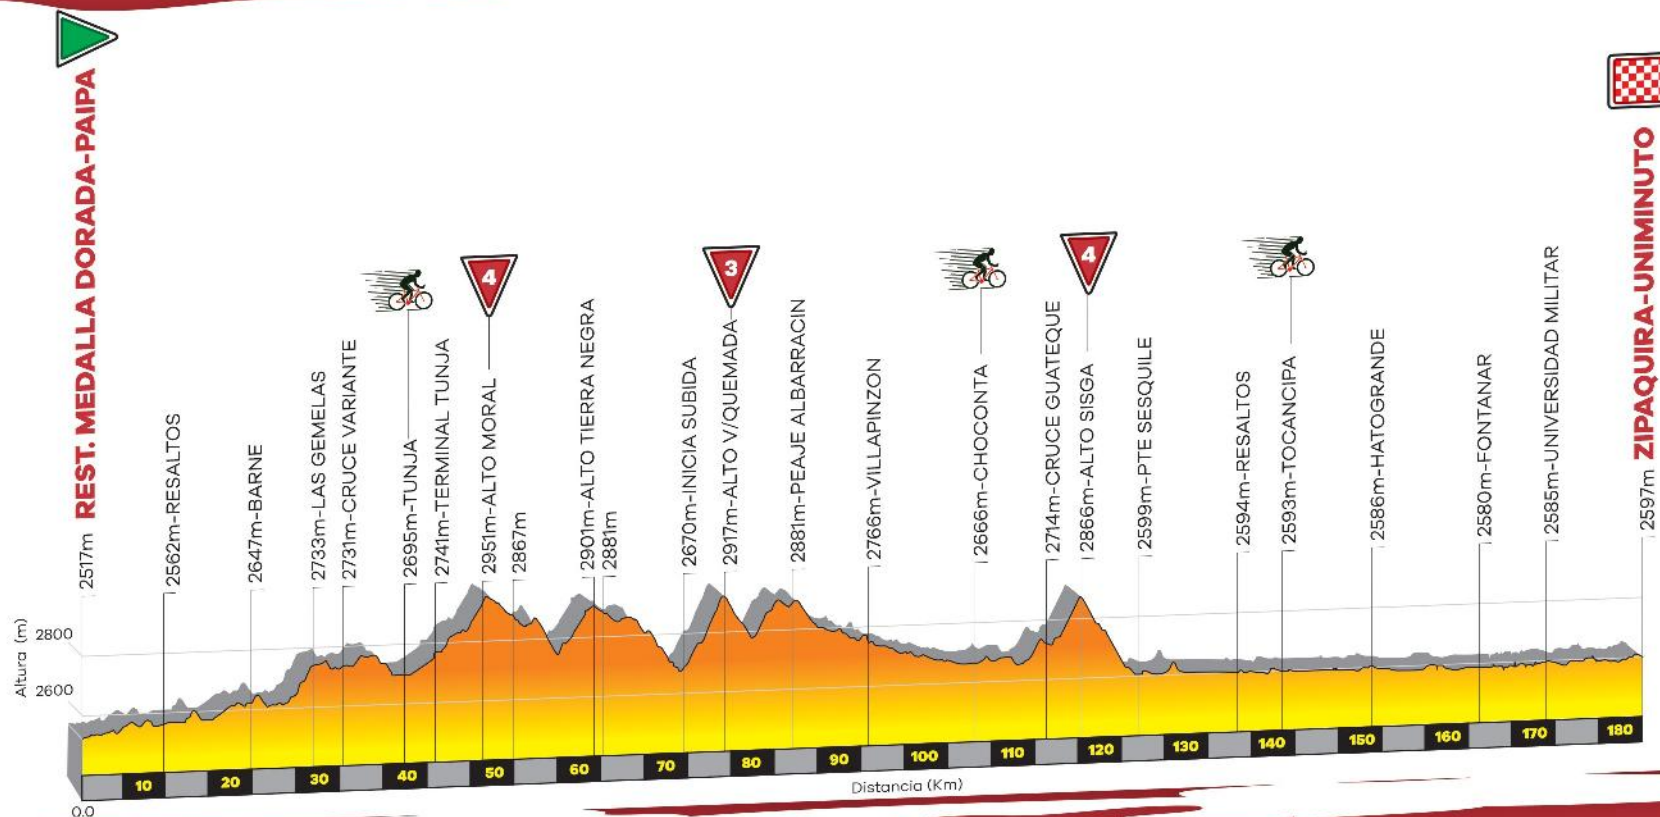 2517m REST. MEDALLA DORADA-PAIPA
2562m-RESALTOS
2647m-BARNE
2733m-LAS GEMELAS
2731m-CRUCE VARIANTE
2695m-TUNJA
2741m-TERMINAL TUNJA
4
2951m-ALTO MORAL
2867m
2901m-ALTO TIERRA NEGRA
2881m
2670m-INICIA SUBIDA
3
2917m-ALTO V/QUEMADA
2881m-PEAJE ALBARRACIN
2766m-VILLAPINZON
2666m-CHOCONTA
2714m-CRUCE GUATEQUE
4
2866m-ALTO SISGA
2599m-PTE SESQUILE
2594m-RESALTOS
2593m-TOCANCIPA
2586m-HATOGRANDE
2580m-FONTANAR
2585m-UNIVERSIDAD MILITAR
2597m ZIPAQUIRA-UNIMINUTO
Altura (m)
2800
2600
0.0
10 20 30 40 50 60 70 80 90 100 110 120 130 140 150 160 170 180
Distancia (Km)